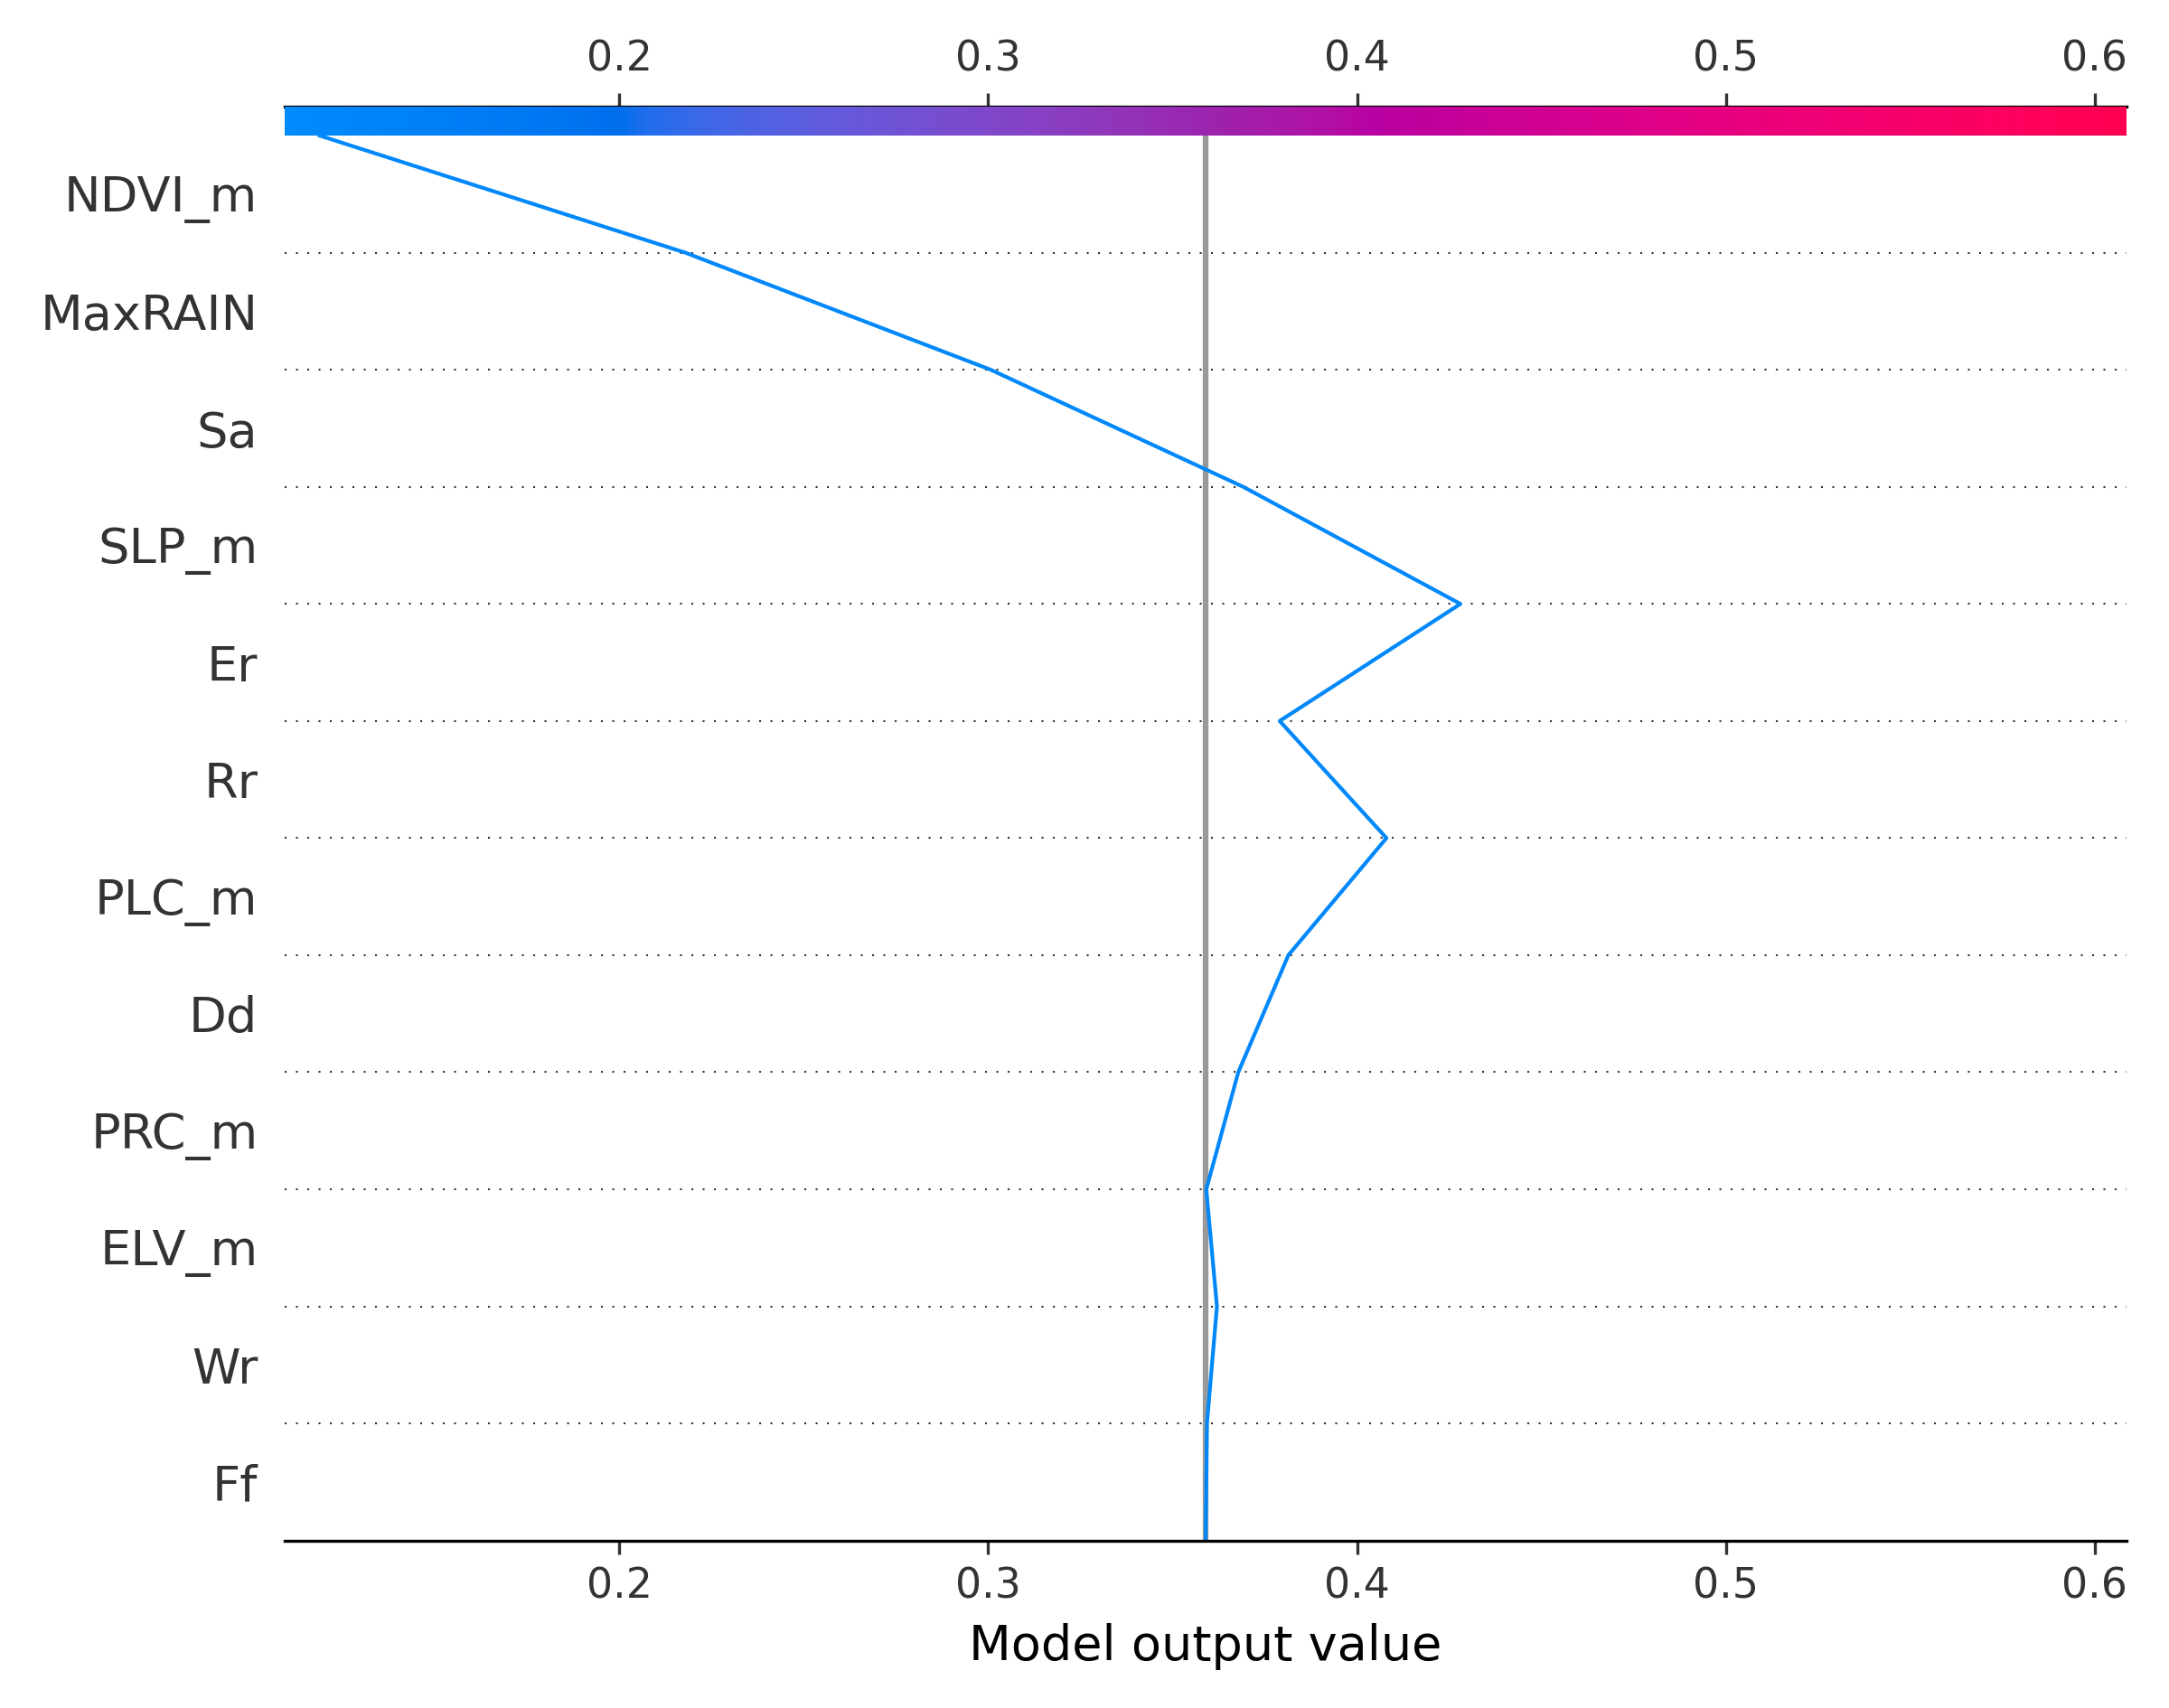 0.2 0.3 0.4 0.5 0.6
NDVI_m
MaxRAIN
Sa
SLP_m
Er
Rr
PLC_m
Dd
PRC_m
ELV_m
Wr
Ff
0.2 0.3 0.4 0.5 0.6
Model output value